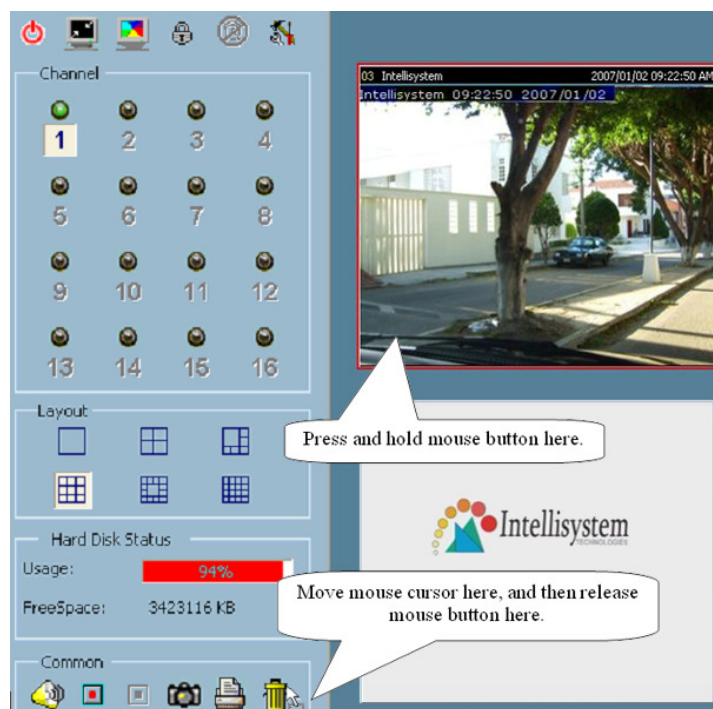 Channel
1 2 3 4
5 6 7 8
9 10 11 12
13 14 15 16
Layout
Hard Disk Status
Usage: 94%
FreeSpace: 3423116 KB
Common
03 Intellisystem 2007/01/02 09:22:50 AM
Intellisystem 09:22:50 2007/01/02
Press and hold mouse button here.
Intellisystem
TECHNOLOGIES
Move mouse cursor here, and then release
mouse button here.